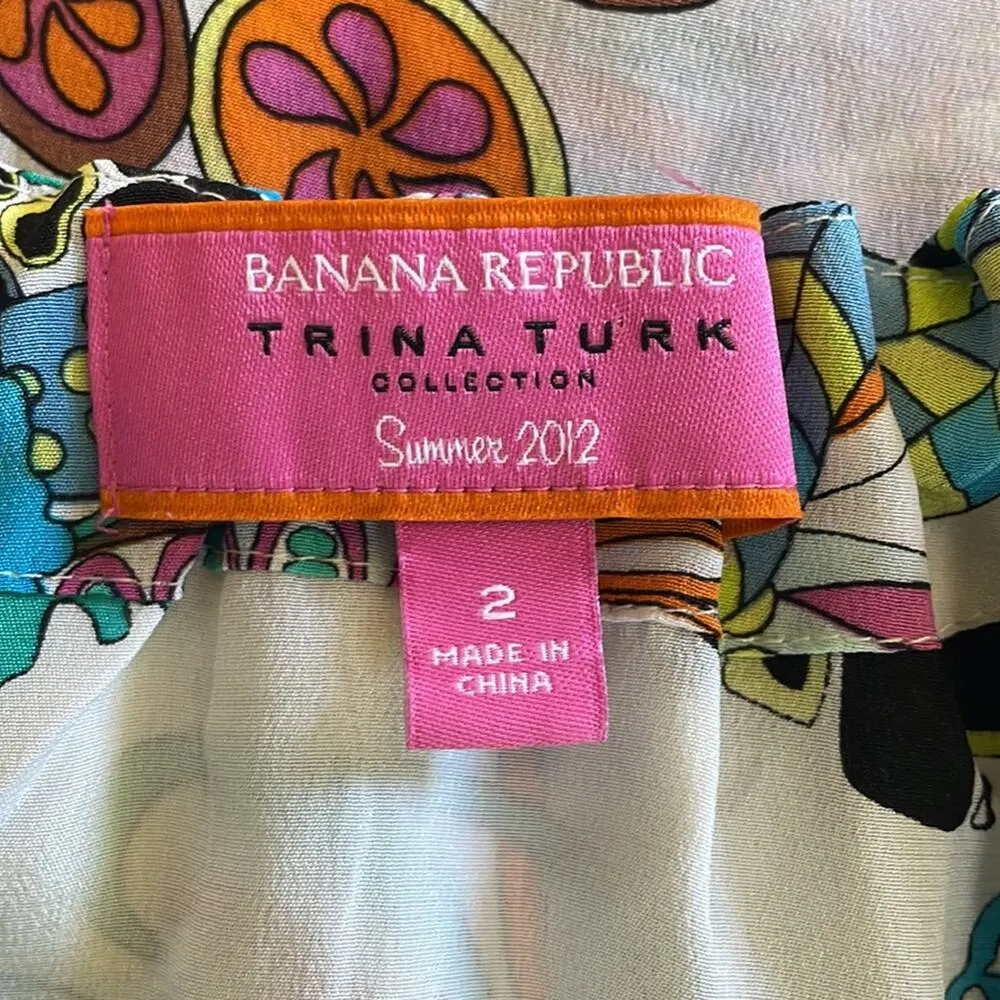 BANANA REPUBLIC
TRINA TURK
COLLECTION
Summer 2012
2
MADE IN
CHINA